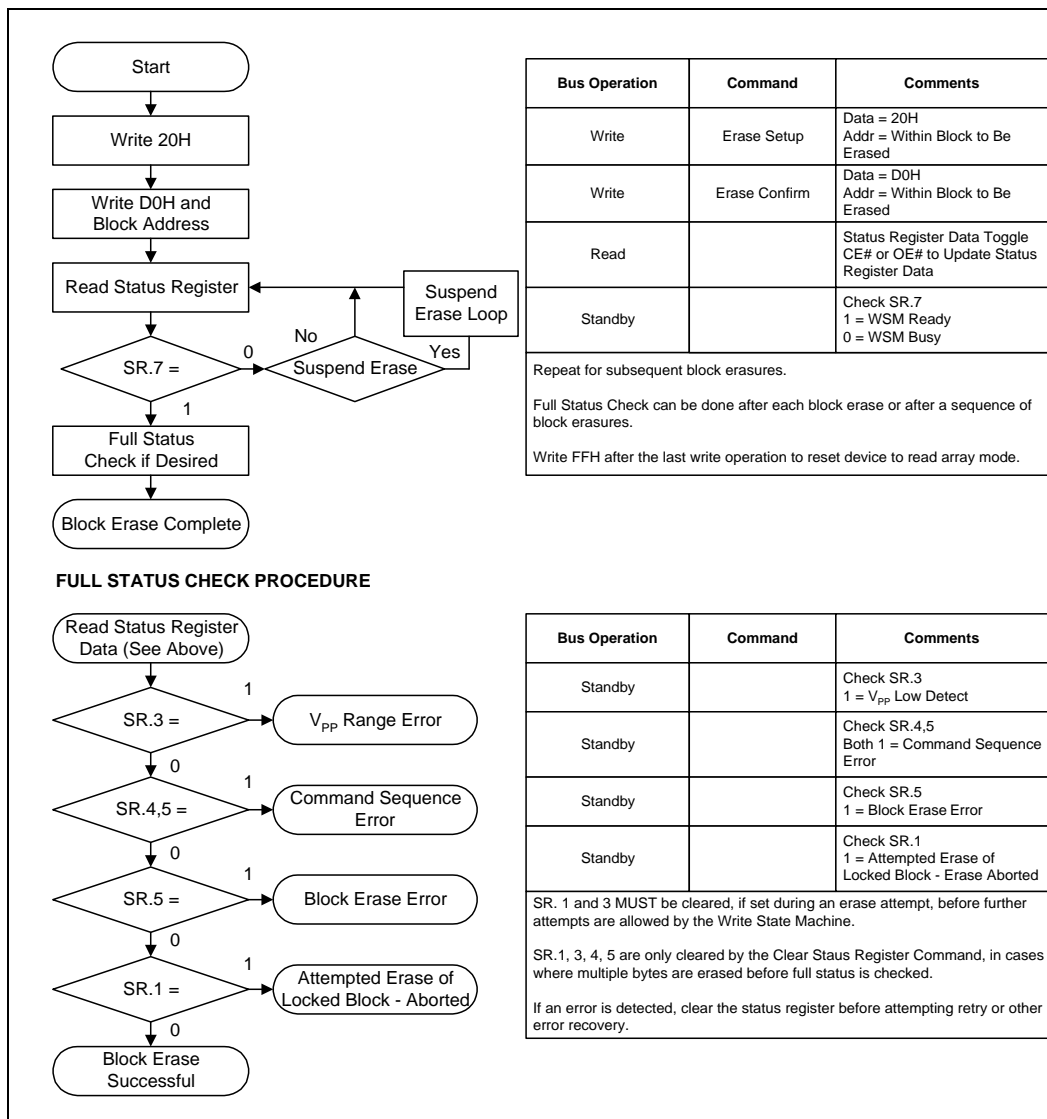 Start
Write 20H
Write D0H and
Block Address
Read Status Register
Suspend
Erase Loop
No
Yes
0
SR.7 =
Suspend Erase
1
Full Status
Check if Desired
Block Erase Complete
Bus Operation Command Comments
Write Erase Setup Data = 20H
Addr = Within Block to Be
Erased
Write Erase Confirm Data = D0H
Addr = Within Block to Be
Erased
Read Status Register Data Toggle
CE# or OE# to Update Status
Register Data
Standby Check SR.7
1 = WSM Ready
0 = WSM Busy
Repeat for subsequent block erasures.
Full Status Check can be done after each block erase or after a sequence of
block erasures.
Write FFH after the last write operation to reset device to read array mode.
FULL STATUS CHECK PROCEDURE
Read Status Register
Data (See Above)
1
SR.3 =
VPP Range Error
0
1
SR.4,5 =
Command Sequence
Error
0
1
SR.5 =
Block Erase Error
0
1
SR.1 =
Attempted Erase of
Locked Block - Aborted
0
Block Erase
Successful
Bus Operation Command Comments
Standby Check SR.3
1 = VPP Low Detect
Standby Check SR.4,5
Both 1 = Command Sequence
Error
Standby Check SR.5
1 = Block Erase Error
Standby Check SR.1
1 = Attempted Erase of
Locked Block - Erase Aborted
SR. 1 and 3 MUST be cleared, if set during an erase attempt, before further
attempts are allowed by the Write State Machine.
SR.1, 3, 4, 5 are only cleared by the Clear Staus Register Command, in cases
where multiple bytes are erased before full status is checked.
If an error is detected, clear the status register before attempting retry or other
error recovery.